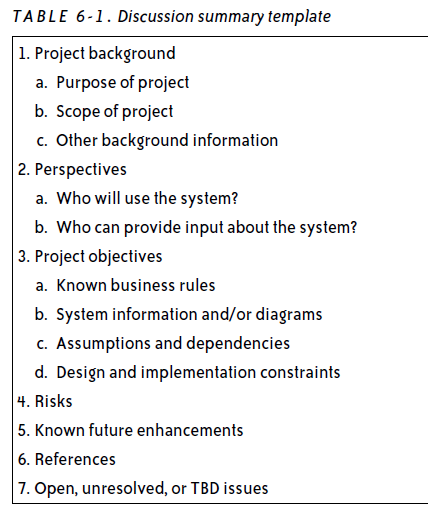 TABLE 6-1. Discussion summary template
1. Project background
a. Purpose of project
b. Scope of project
c. Other background information
2. Perspectives
a. Who will use the system?
b. Who can provide input about the system?
3. Project objectives
a. Known business rules
b. System information and/or diagrams
c. Assumptions and dependencies
d. Design and implementation constraints
4. Risks
5. Known future enhancements
6. References
7. Open, unresolved, or TBD issues